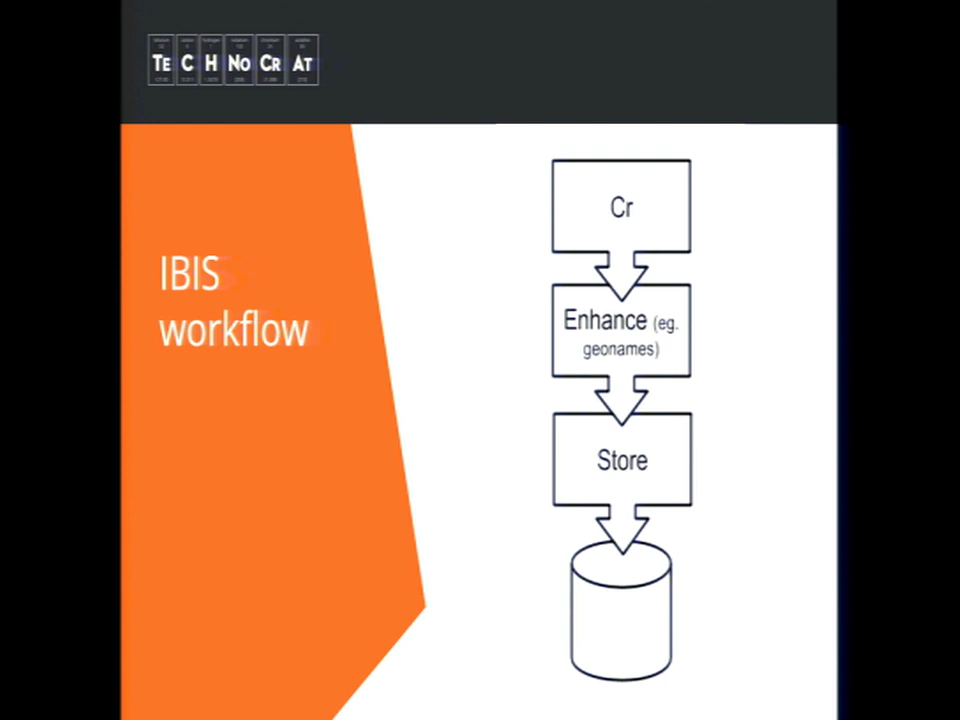 TE C H NO CR AT
IBIS
workflow
Cr
Enhance (eg.
geonames)
Store